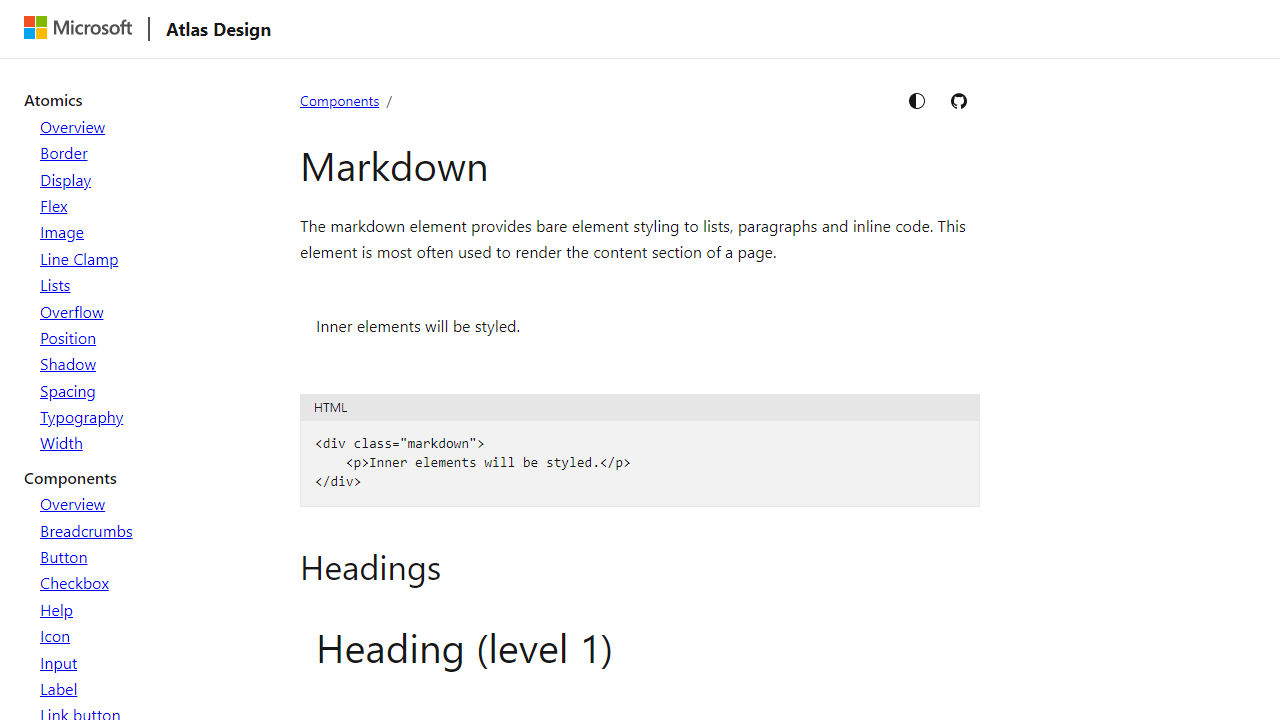 Microsoft
Atlas Design
Atomics
Overview
Border
Display
Flex
Image
Line Clamp
Lists
Overflow
Position
Shadow
Spacing
Typography
Width
Components
Overview
Breadcrumbs
Button
Checkbox
Help
Icon
Input
Label
Link button
Components /
Markdown
The markdown element provides bare element styling to lists, paragraphs and inline code. This
element is most often used to render the content section of a page.
Inner elements will be styled.
HTML
<div class="markdown">
    <p>Inner elements will be styled.</p>
</div>
Headings
Heading (level 1)